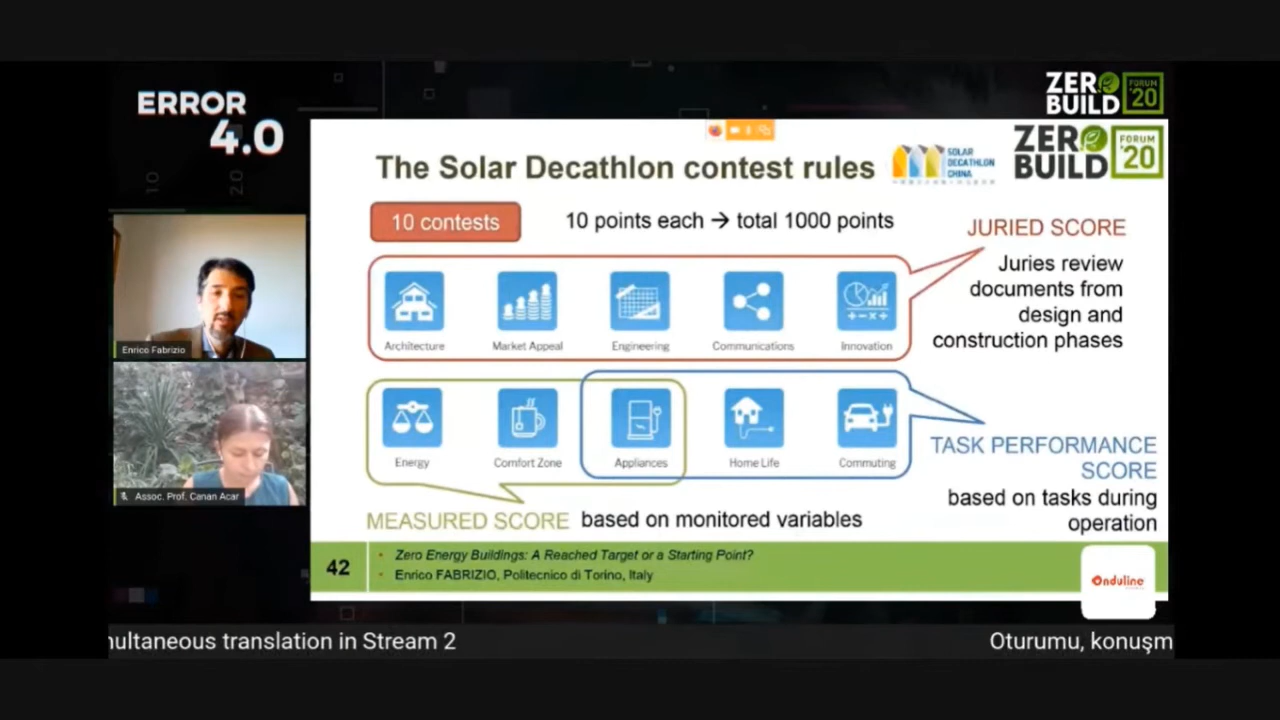 ERROR
4.0
10
20
ZERO
BUILD
FORUM
'20
ZERO
BUILD
FORUM
'20
The Solar Decathlon contest rules
SOLAR
DECATHLON
CHINA
10 contests
10 points each → total 1000 points
JURIED SCORE
Juries review
documents from
design and
construction phases
Architecture
Market Appeal
Engineering
Communications
Innovation
Energy
Comfort Zone
Appliances
Home Life
Commuting
TASK PERFORMANCE
SCORE
based on tasks during
operation
MEASURED SCORE based on monitored variables
Enrico Fabrizio
Assoc. Prof. Canan Acar
42
• Zero Energy Buildings: A Reached Target or a Starting Point?
• Enrico FABRIZIO, Politecnico di Torino, Italy
Onduline
multaneous translation in Stream 2
Oturumu, konuşm